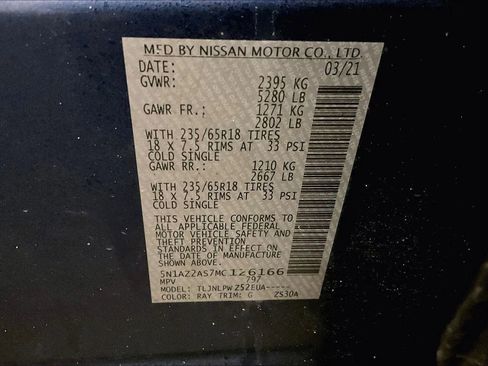 MFD BY NISSAN MOTOR CO., LTD.
DATE: 03/21
GVWR: 2395 KG
5280 LB
GAWR FR.: 1271 KG
2802 LB
WITH 235/65R18 TIRES
18 x 7.5 RIMS AT 33 PSI
COLD SINGLE
GAWR RR.: 1210 KG
2667 LB
WITH 235/65R18 TIRES
18 x 7.5 RIMS AT 33 PSI
COLD SINGLE
THIS VEHICLE CONFORMS TO
ALL APPLICABLE FEDERAL
MOTOR VEHICLE SAFETY AND
THEFT PREVENTION
STANDARDS IN EFFECT ON
THE DATE OF MANUFACTURE
SHOWN ABOVE.
5N1AZ2AS7MC126166
MPV 797
MODEL: TLJNLPW Z52EUA-----
COLOR: RAY TRIM: G ZS30A